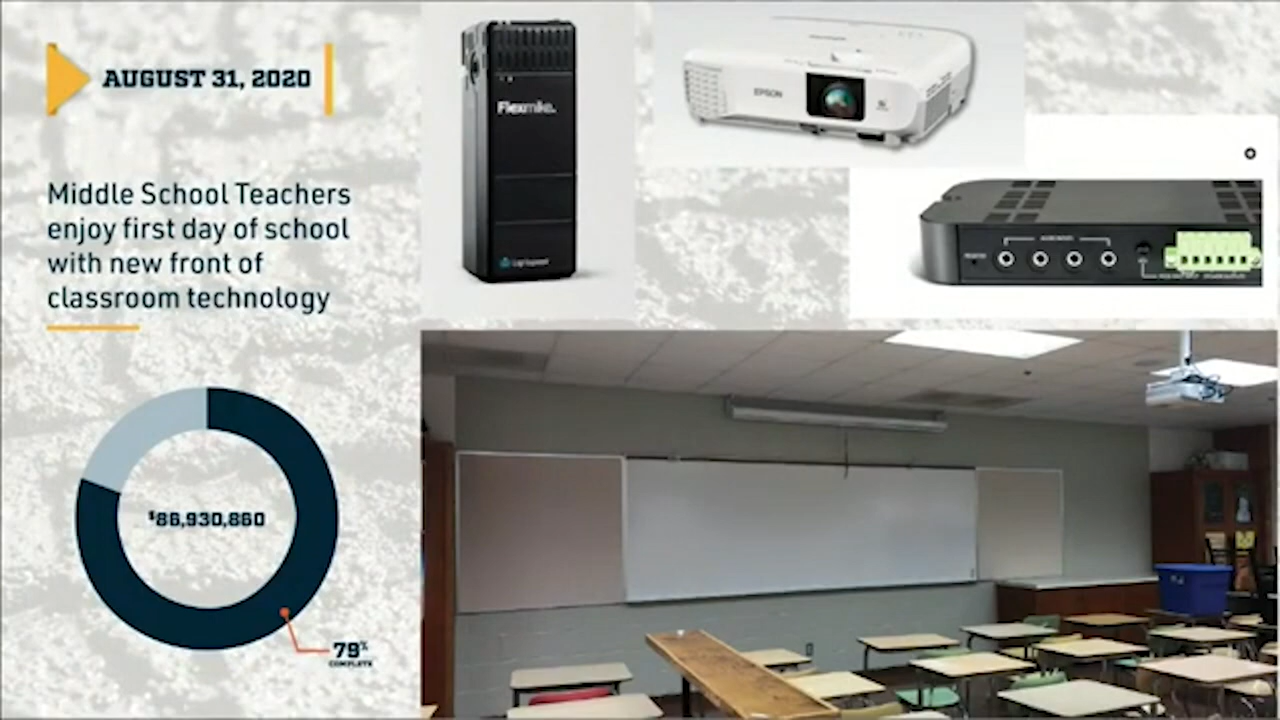 AUGUST 31, 2020
Middle School Teachers
enjoy first day of school
with new front of
classroom technology
$86,930,860
79%
COMPLETE
Flexmike.
EPSON